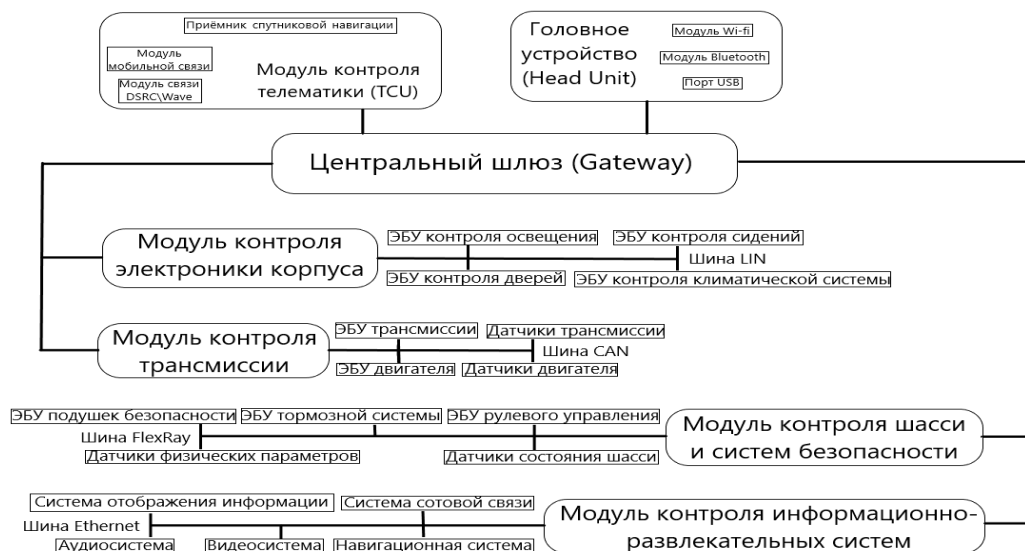 Приёмник спутниковой навигации
Модуль
мобильной связи
Модуль связи
DSRC\Wave
Модуль контроля
телематики (TCU)
Головное
устройство
(Head Unit)
Модуль Wi-fi
Модуль Bluetooth
Порт USB
Центральный шлюз (Gateway)
Модуль контроля
электроники корпуса
ЭБУ контроля освещения
ЭБУ контроля сидений
Шина LIN
ЭБУ контроля дверей
ЭБУ контроля климатической системы
Модуль контроля
трансмиссии
ЭБУ трансмиссии
Датчики трансмиссии
Шина CAN
ЭБУ двигателя
Датчики двигателя
ЭБУ подушек безопасности
ЭБУ тормозной системы
ЭБУ рулевого управления
Шина FlexRay
Датчики физических параметров
Датчики состояния шасси
Модуль контроля шасси
и систем безопасности
Система отображения информации
Система сотовой связи
Шина Ethernet
Аудиосистема
Видеосистема
Навигационная система
Модуль контроля информационно-
развлекательных систем